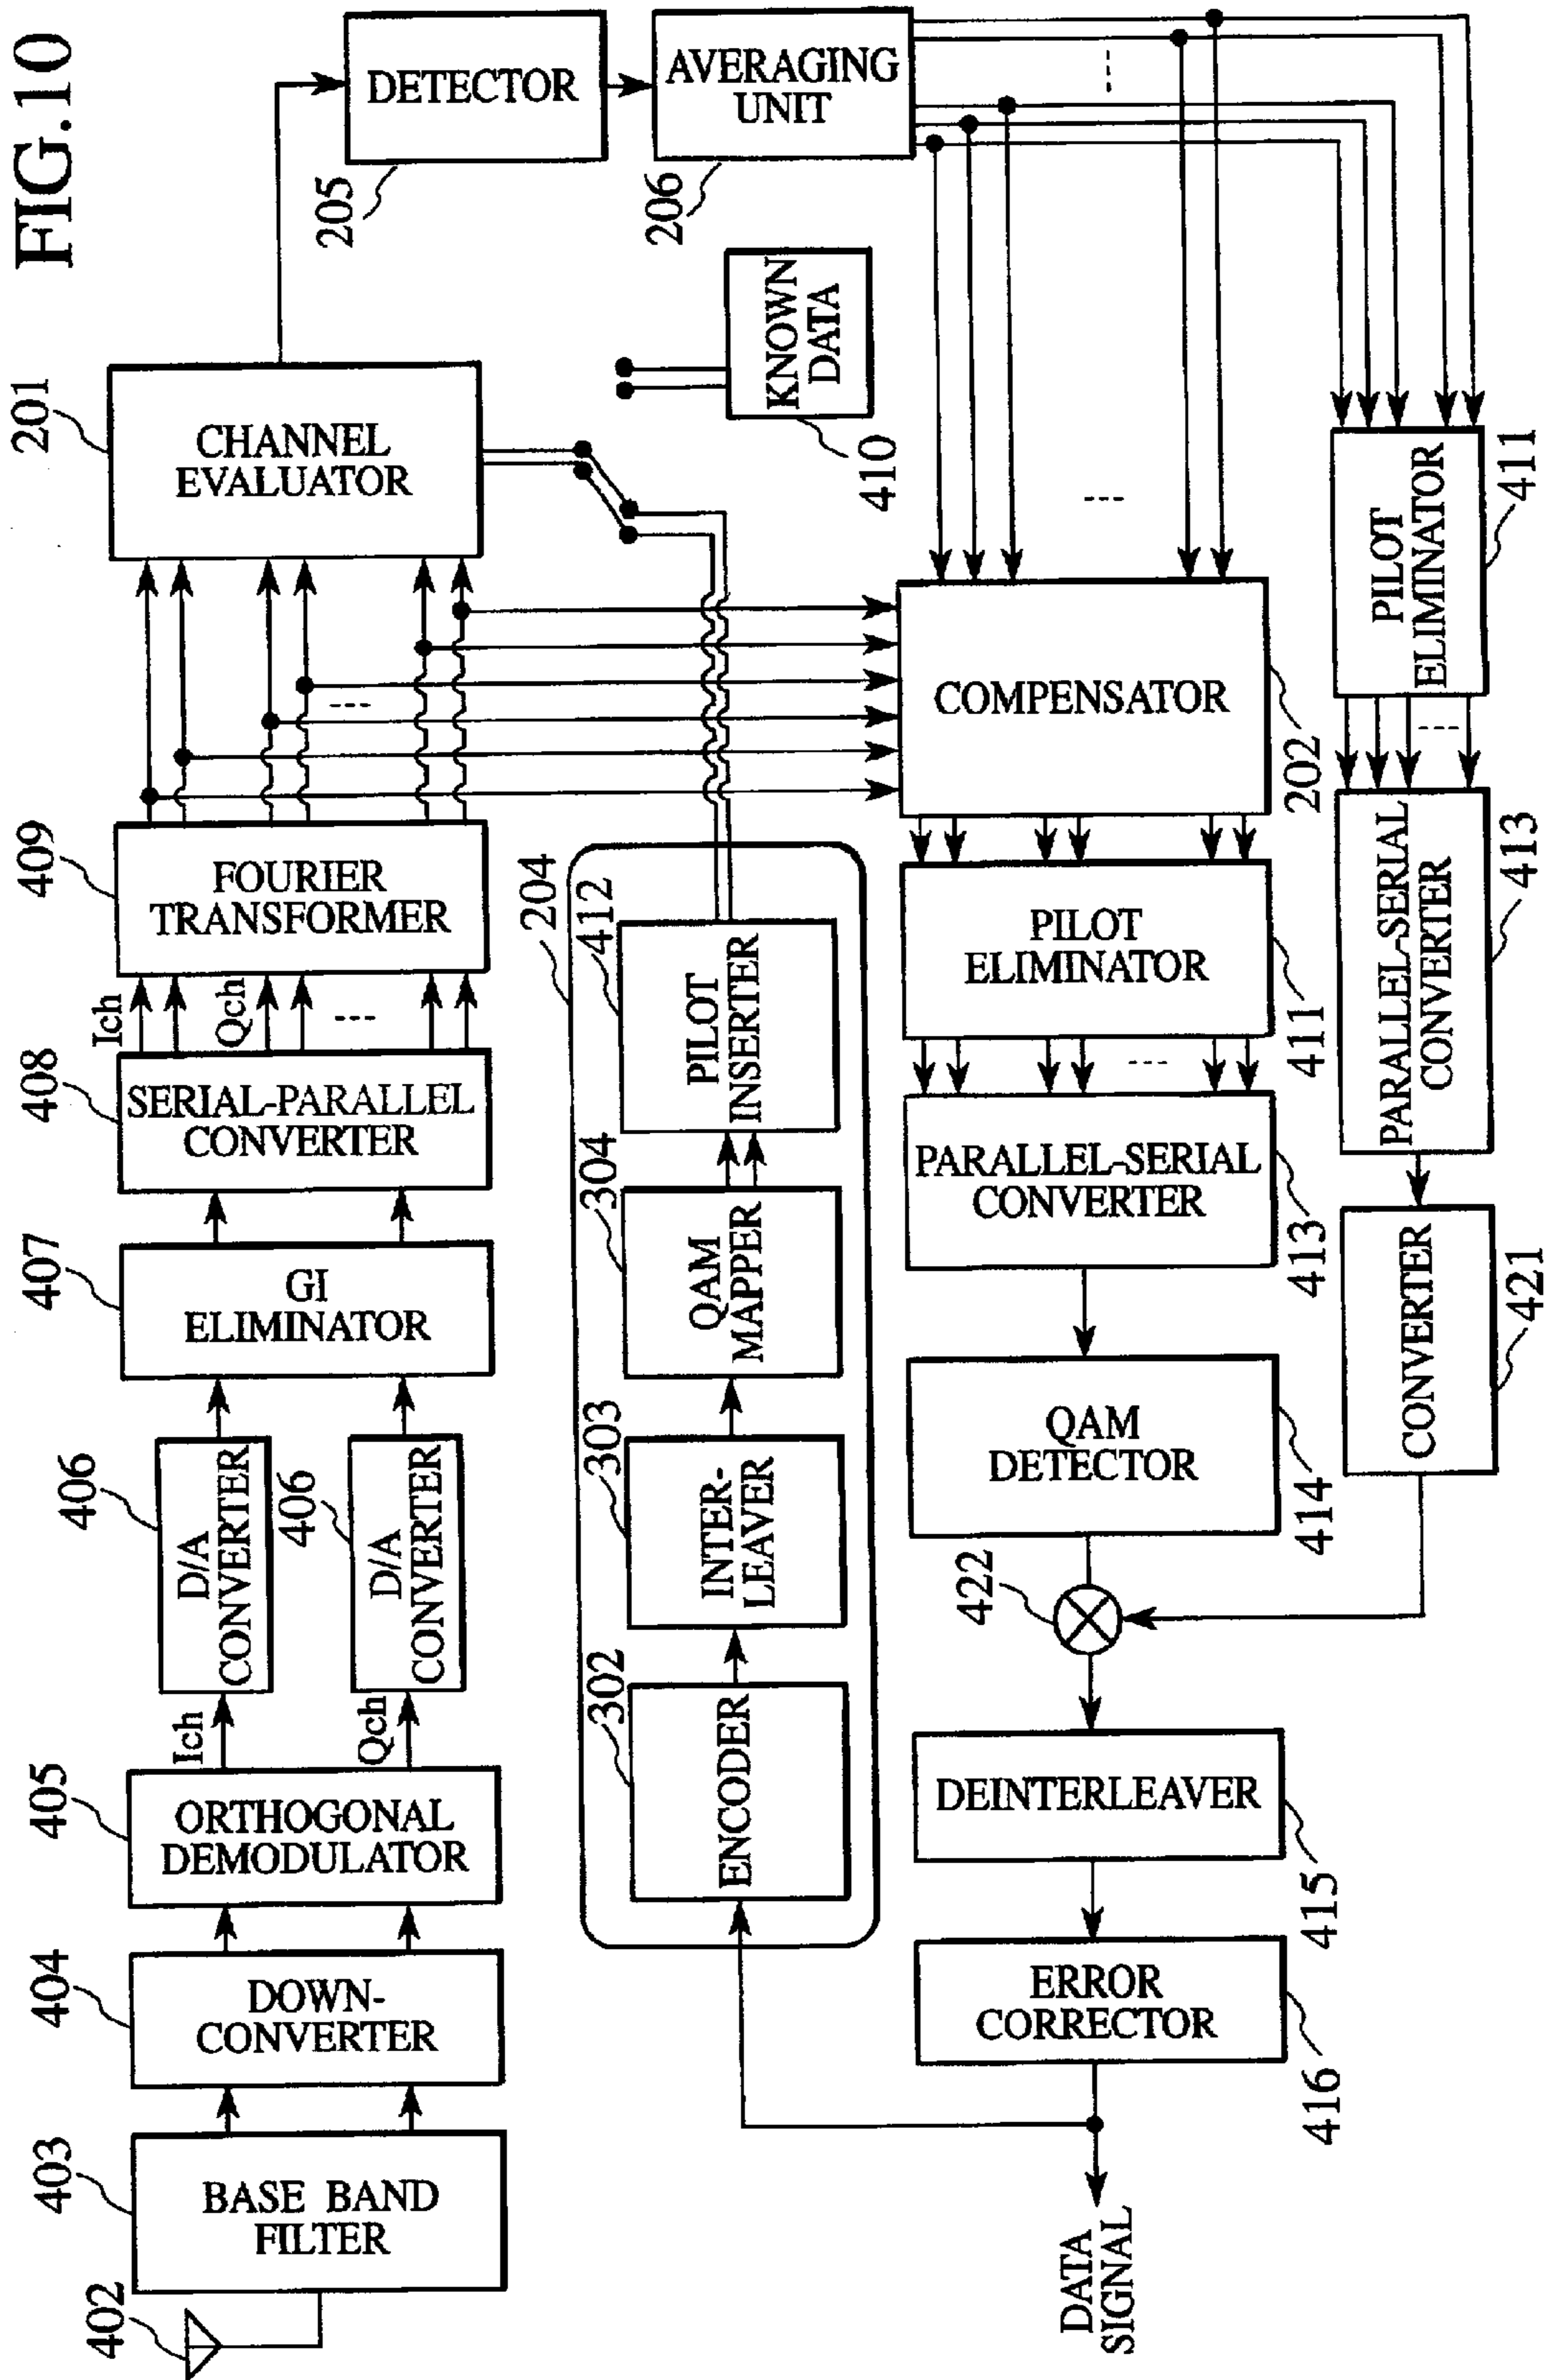 FIG.10
402
403
BASE BAND
FILTER
404
DOWN-
CONVERTER
405
ORTHOGONAL
DEMODULATOR
Ich
Qch
406
D/A
CONVERTER
406
D/A
CONVERTER
407
GI
ELIMINATOR
408
SERIAL-PARALLEL
CONVERTER
Ich
Qch
409
FOURIER
TRANSFORMER
201
CHANNEL
EVALUATOR
DETECTOR
205
AVERAGING
UNIT
206
KNOWN
DATA
410
204
302
ENCODER
303
INTER-
LEAVER
304
QAM
MAPPER
412
PILOT
INSERTER
COMPENSATOR
202
PILOT
ELIMINATOR
411
PARALLEL-SERIAL
CONVERTER
413
QAM
DETECTOR
414
422
DEINTERLEAVER
415
ERROR
CORRECTOR
416
DATA
SIGNAL
PILOT
ELIMINATOR
411
PARALLEL-SERIAL
CONVERTER
413
CONVERTER
421